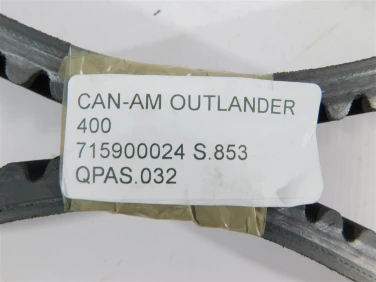 CAN-AM OUTLANDER
400
715900024 S.853
QPAS.032